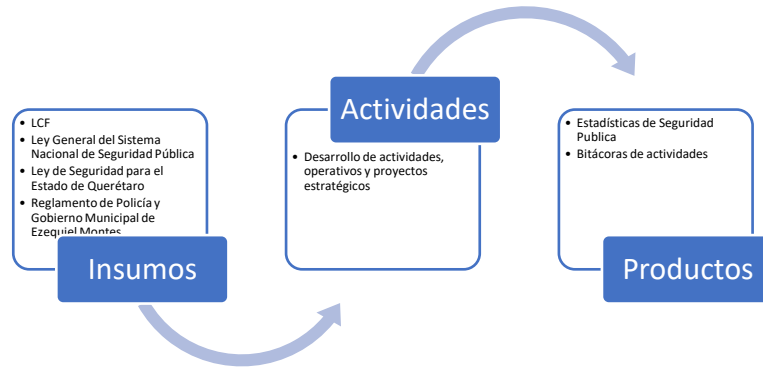 • LCF
• Ley General del Sistema
Nacional de Seguridad Pública
• Ley de Seguridad para el
Estado de Querétaro
• Reglamento de Policía y
Gobierno Municipal de
Ezequiel Montes
Insumos
Actividades
• Desarrollo de actividades,
operativos y proyectos
estratégicos
• Estadísticas de Seguridad
Publica
• Bitácoras de actividades
Productos